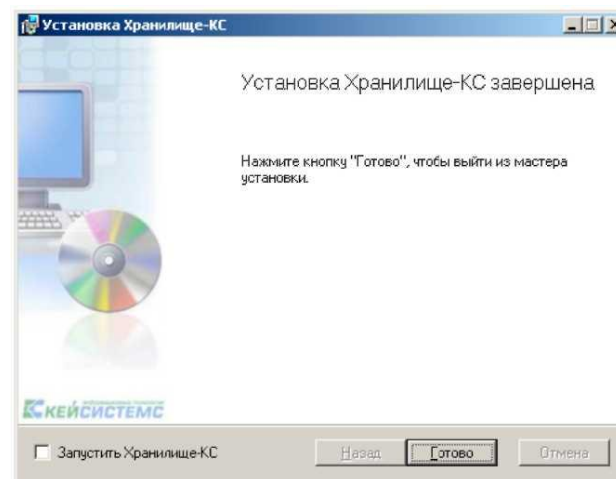 Установка Хранилище-КС
Установка Хранилище-КС завершена
Нажмите кнопку "Готово", чтобы выйти из мастера
установки.
КЕЙСИСТЕМС
Запустить Хранилище-КС
Назад
Готово
Отмена